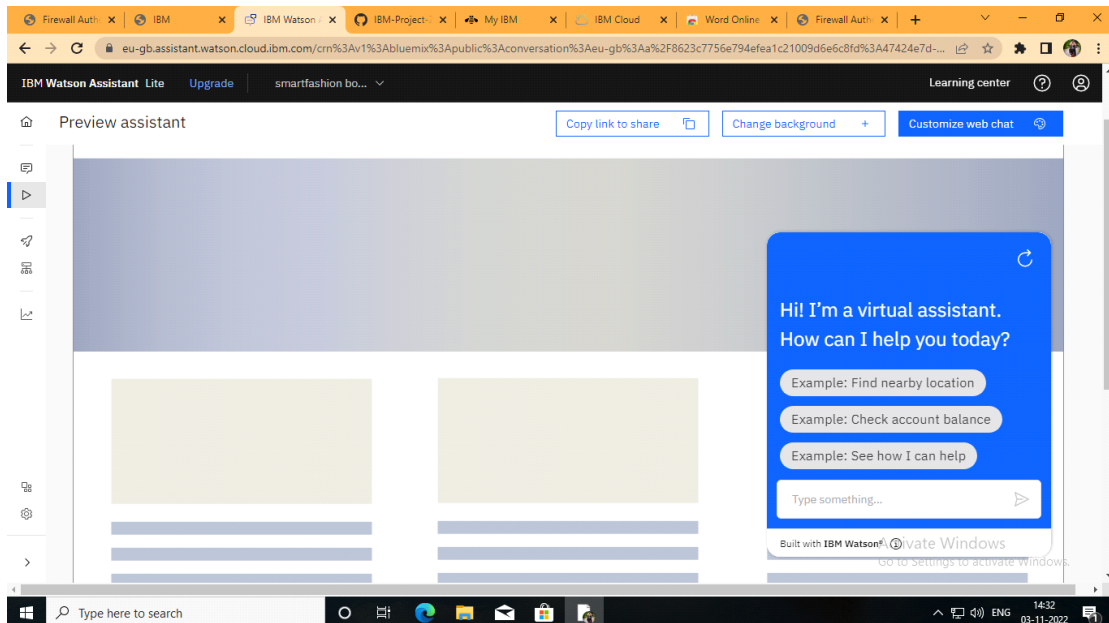 Firewall Auth
IBM
IBM Watson A
IBM-Project-
My IBM
IBM Cloud
Word Online
Firewall Auth
eu-gb.assistant.watson.cloud.ibm.com/crn%3Av1%3Abluemix%3Apublic%3Aconversation%3Aeu-gb%3Aa%2F8623c7756e794efea1c21009d6e6c8fd%3A47424e7d-...
IBM Watson Assistant Lite
Upgrade
smartfashion bo...
Learning center
Preview assistant
Copy link to share
Change background +
Customize web chat
Hi! I'm a virtual assistant.
How can I help you today?
Example: Find nearby location
Example: Check account balance
Example: See how I can help
Type something...
Built with IBM Watson®
Activate Windows
Go to Settings to activate Windows.
Type here to search
ENG
14:32
03-11-2022
1